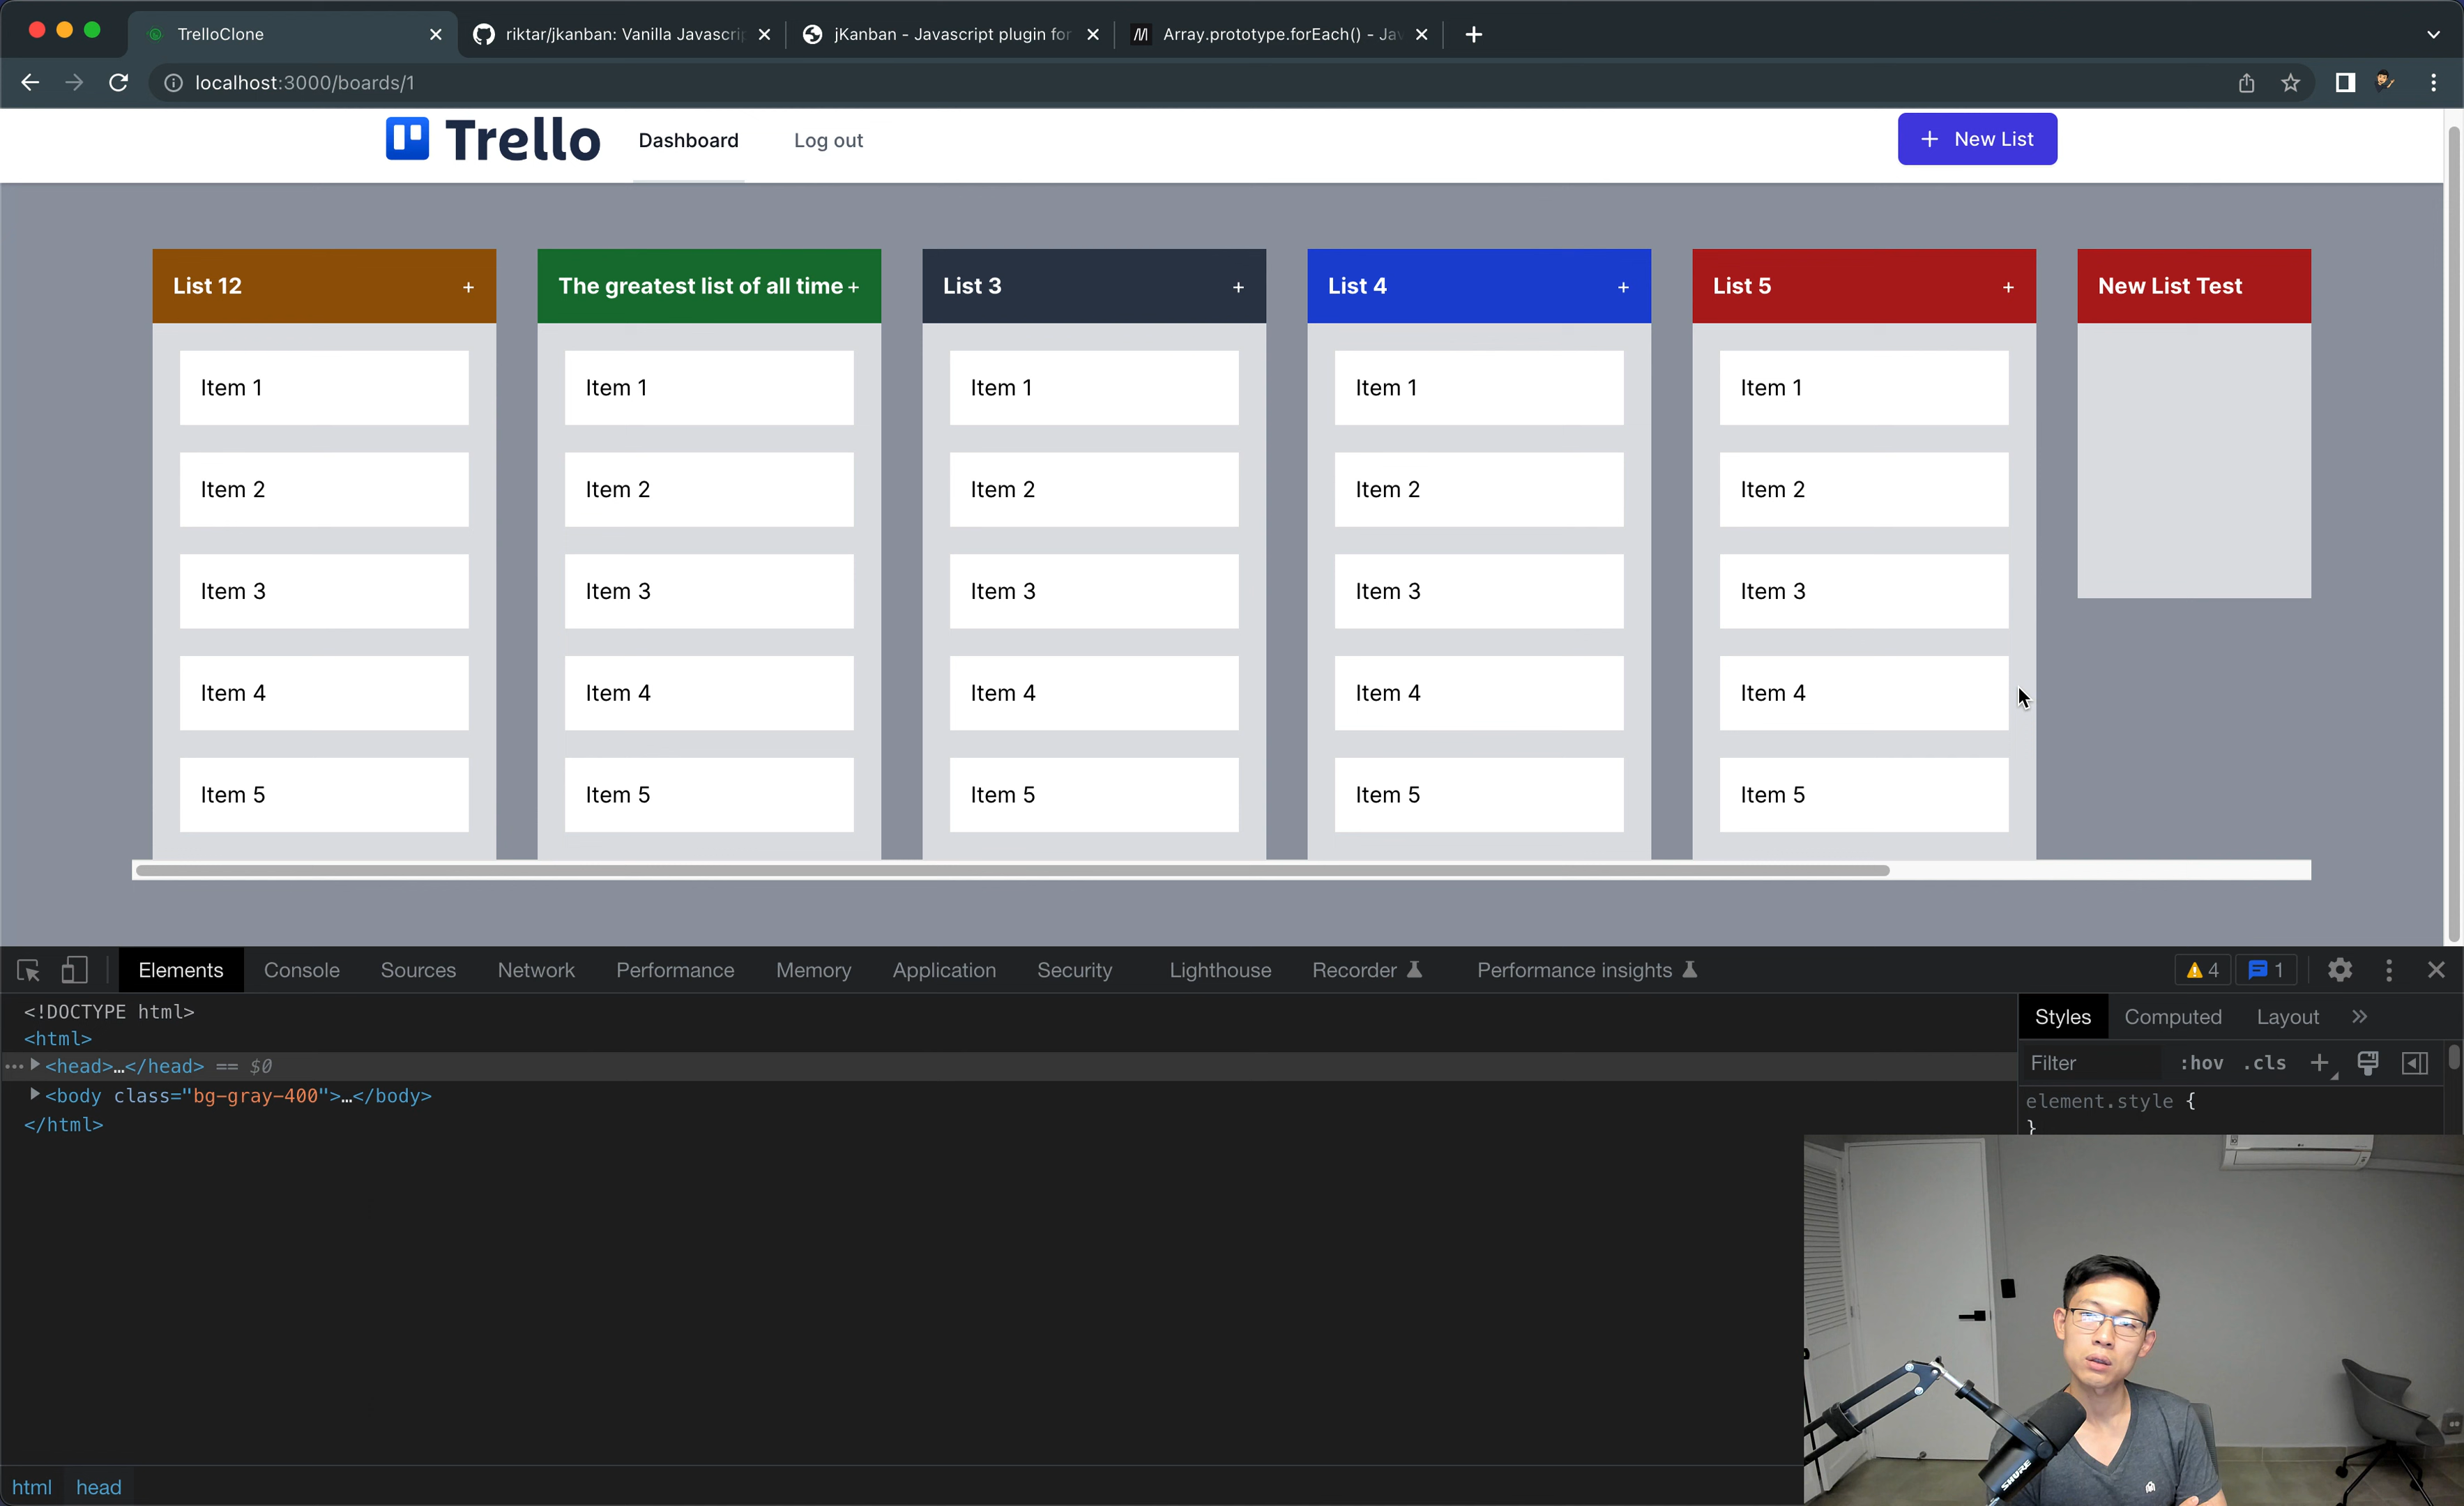 TrelloClone
riktar/jkanban: Vanilla Javascrip
jKanban - Javascript plugin for
Array.prototype.forEach() - Jav
localhost:3000/boards/1
Trello
Dashboard
Log out
+ New List
List 12 +
The greatest list of all time +
List 3 +
List 4 +
List 5 +
New List Test
Item 1
Item 1
Item 1
Item 1
Item 1
Item 2
Item 2
Item 2
Item 2
Item 2
Item 3
Item 3
Item 3
Item 3
Item 3
Item 4
Item 4
Item 4
Item 4
Item 4
Item 5
Item 5
Item 5
Item 5
Item 5
Elements
Console
Sources
Network
Performance
Memory
Application
Security
Lighthouse
Recorder
Performance insights
4
1
<!DOCTYPE html>
<html>
<head>…</head> == $0
<body class="bg-gray-400">…</body>
</html>
Styles
Computed
Layout
Filter
:hov
.cls
element.style {
}
html
head
SHURE